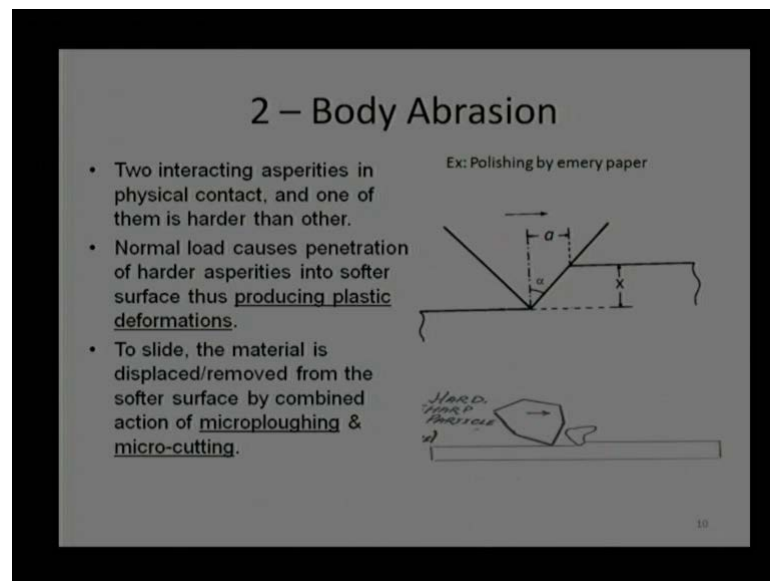 2 – Body Abrasion
• Two interacting asperities in
physical contact, and one of
them is harder than other.
• Normal load causes penetration
of harder asperities into softer
surface thus producing plastic
deformations.
• To slide, the material is
displaced/removed from the
softer surface by combined
action of microploughing &
micro-cutting.
Ex: Polishing by emery paper
a
α
x
HARD.
HARP
PARTICLE
10